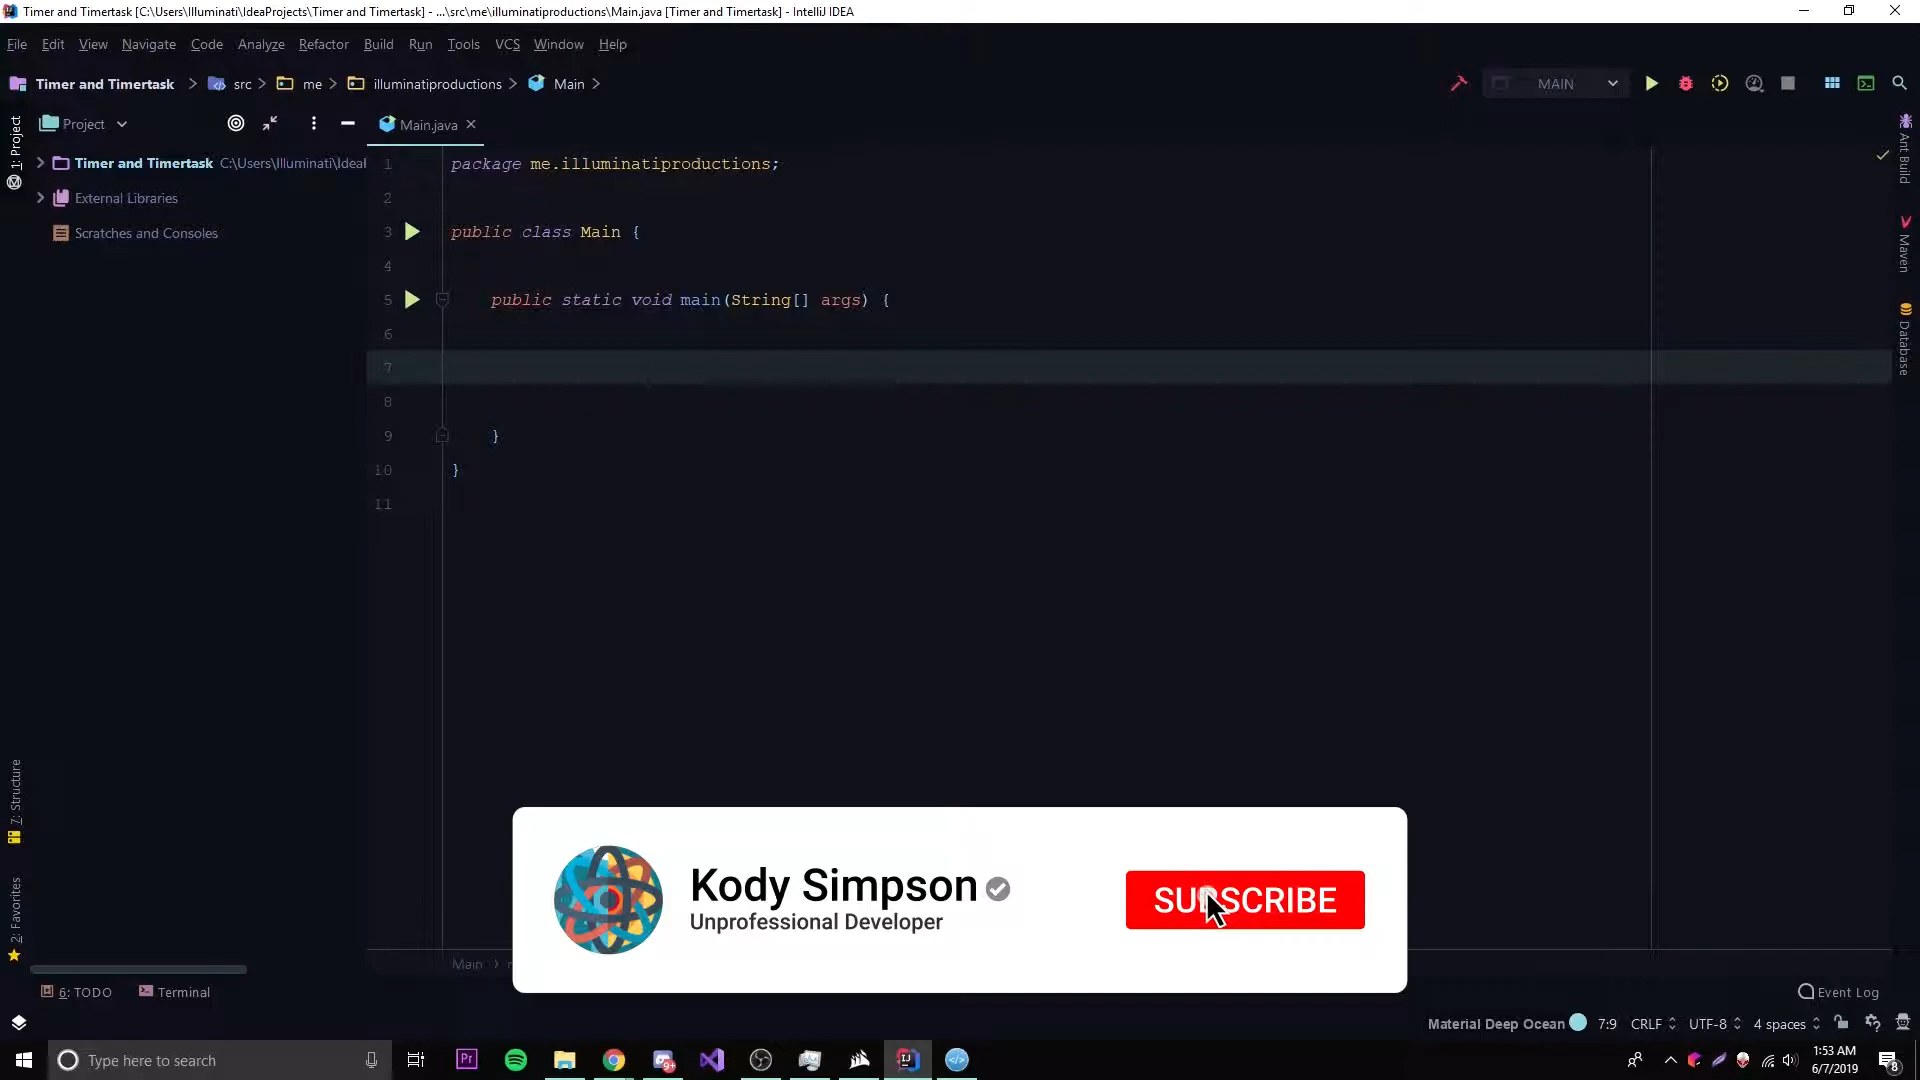 Timer and Timertask [C:\Users\Illuminati\IdeaProjects\Timer and Timertask] - ...\src\me\illuminatiproductions\Main.java [Timer and Timertask] - IntelliJ IDEA
File Edit View Navigate Code Analyze Refactor Build Run Tools VCS Window Help
Timer and Timertask src me illuminatiproductions Main MAIN
1: Project
Project
Main.java
Timer and Timertask C:\Users\Illuminati\Ideal
External Libraries
Scratches and Consoles
1 package me.illuminatiproductions;
2
3 public class Main {
4
5 public static void main(String[] args) {
6
7
8
9 }
10 }
11
Ant Build
Maven
Database
7: Structure
2: Favorites
Kody Simpson
Unprofessional Developer
SUBSCRIBE
Main
6: TODO Terminal Event Log
Material Deep Ocean 7:9 CRLF UTF-8 4 spaces
Type here to search
Pr
9+
IJ
1:53 AM
6/7/2019
8